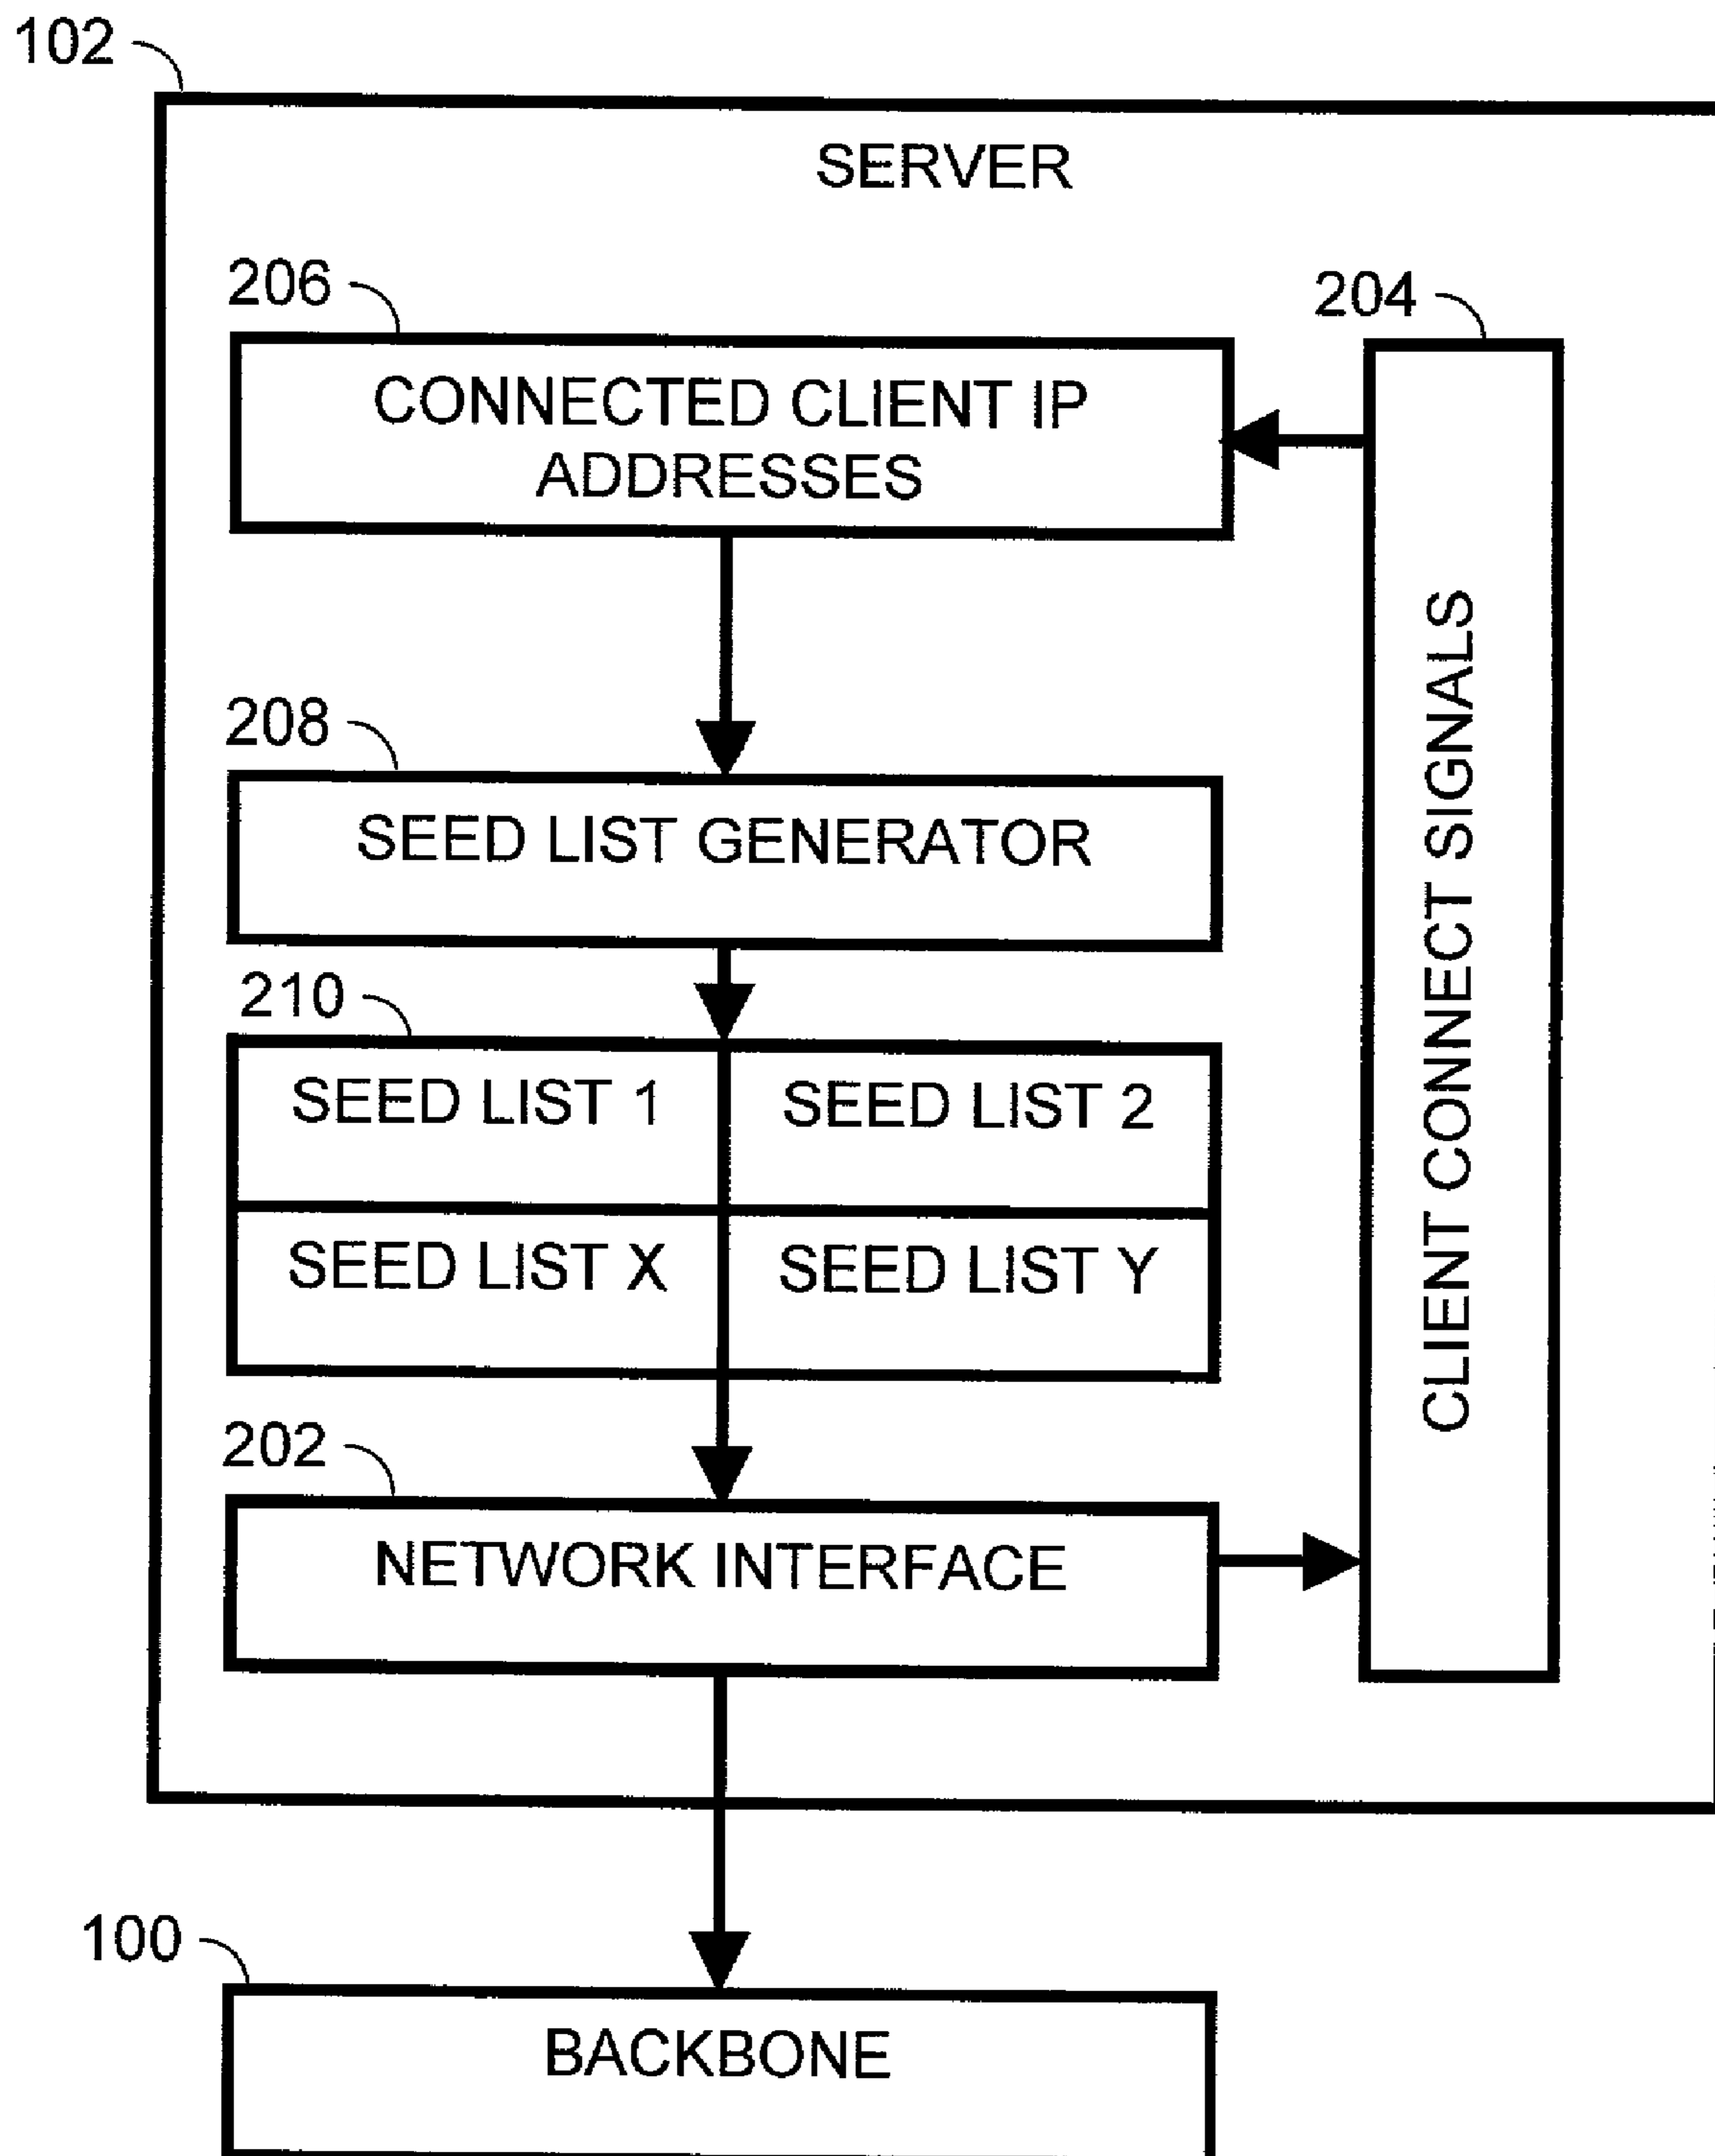 102
SERVER
206
204
CONNECTED CLIENT IP
ADDRESSES
CLIENT CONNECT SIGNALS
208
SEED LIST GENERATOR
210
SEED LIST 1
SEED LIST 2
SEED LIST X
SEED LIST Y
202
NETWORK INTERFACE
100
BACKBONE